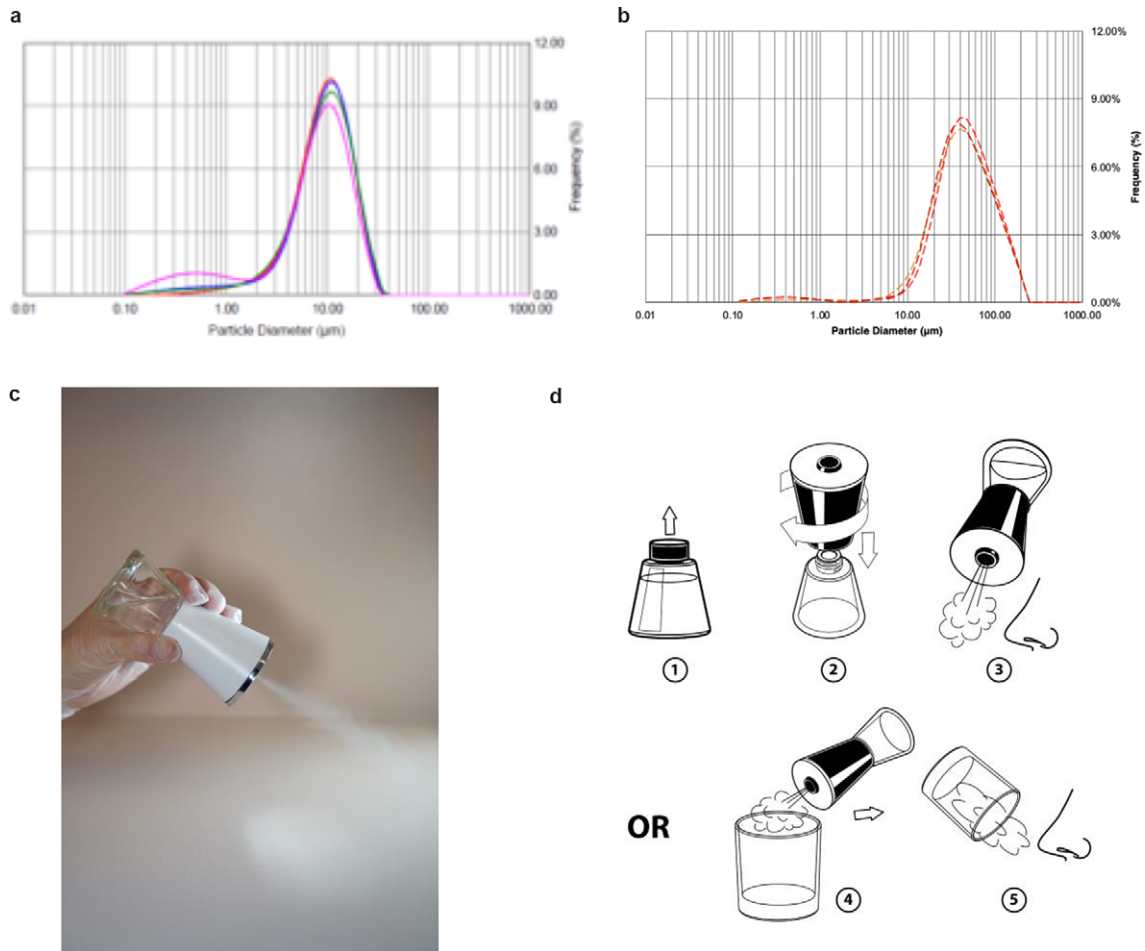 a
12.00
9.00
6.00
3.00
0.00
Frequency (%)
0.01 0.10 1.00 10.00 100.00 1000.00
Particle Diameter (µm)
b
12.00%
9.00%
6.00%
3.00%
0.00%
Frequency (%)
0.01 0.10 1.00 10.00 100.00 1000.00
Particle Diameter (µm)
c
d
1
2
3
OR
4
5